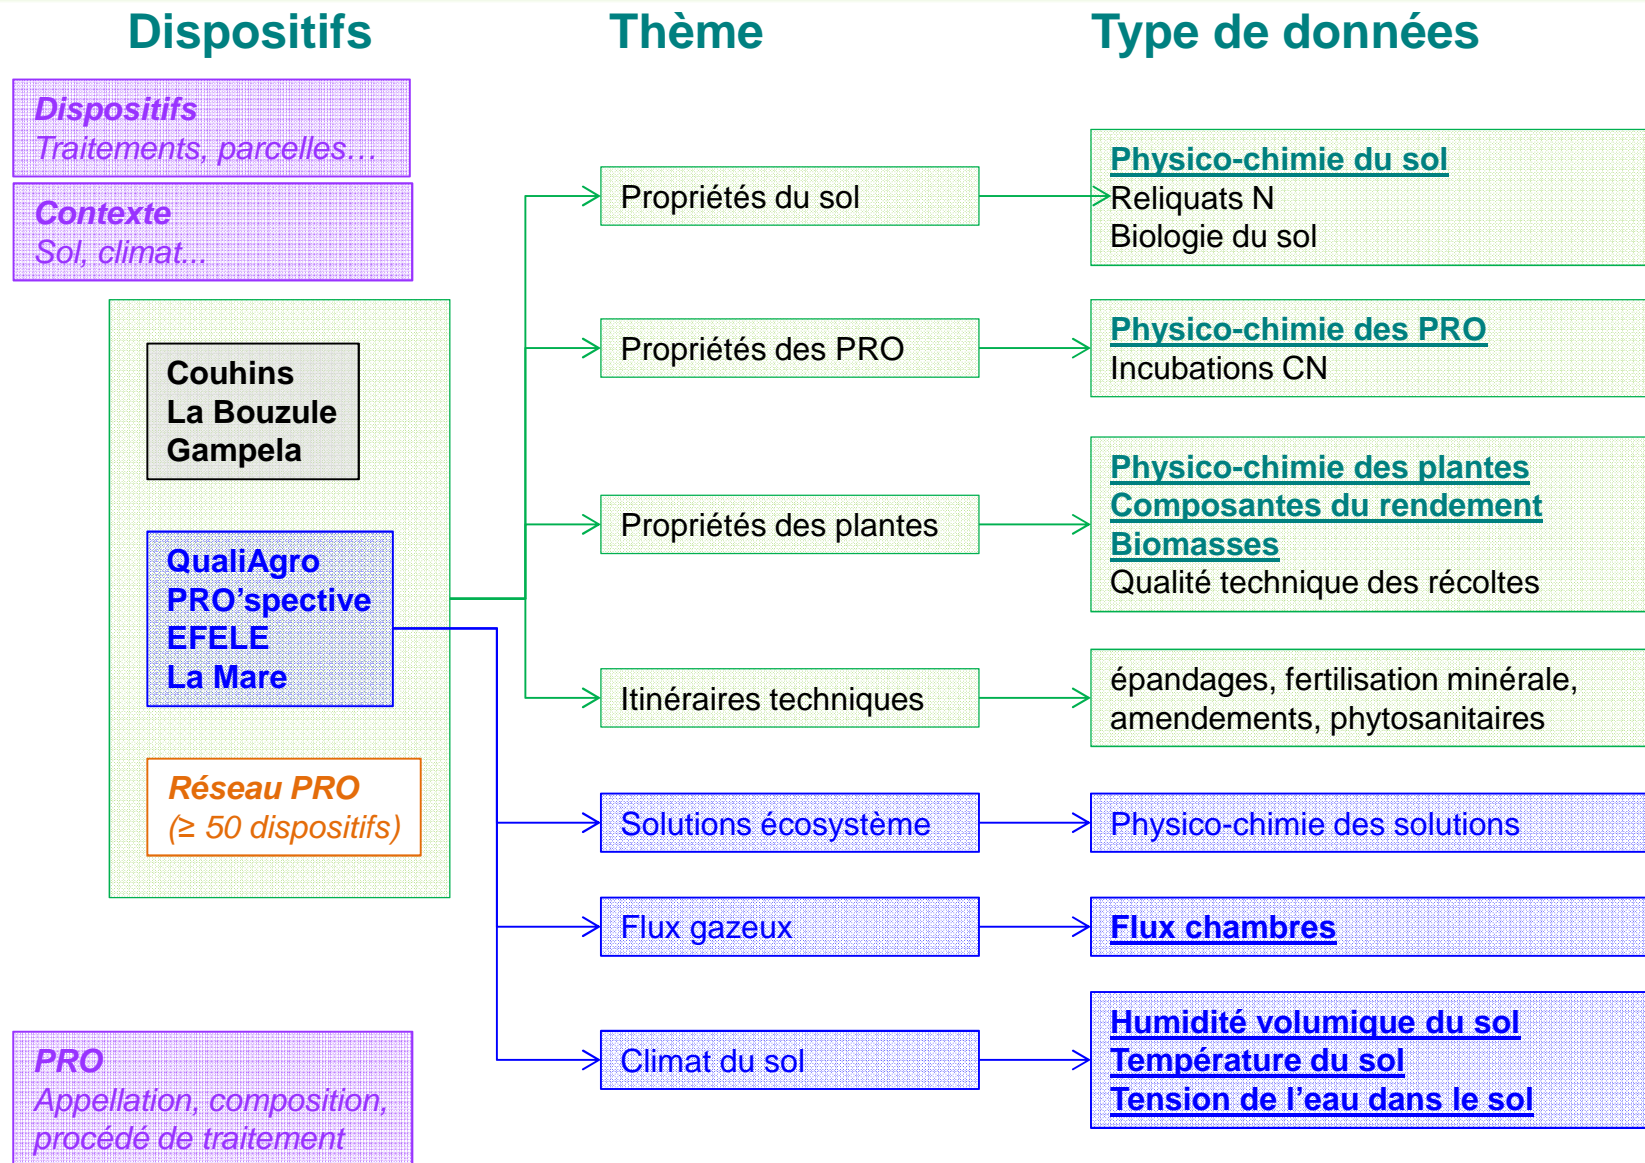 Dispositifs
Thème
Type de données
Dispositifs
Traitements, parcelles…
Contexte
Sol, climat...
Couhins
La Bouzule
Gampela
QualiAgro
PRO’spective
EFELE
La Mare
Réseau PRO
(≥ 50 dispositifs)
PRO
Appellation, composition,
procédé de traitement
Propriétés du sol
Propriétés des PRO
Propriétés des plantes
Itinéraires techniques
Solutions écosystème
Flux gazeux
Climat du sol
Physico-chimie du sol
Reliquats N
Biologie du sol
Physico-chimie des PRO
Incubations CN
Physico-chimie des plantes
Composantes du rendement
Biomasses
Qualité technique des récoltes
épandages, fertilisation minérale,
amendements, phytosanitaires
Physico-chimie des solutions
Flux chambres
Humidité volumique du sol
Température du sol
Tension de l’eau dans le sol